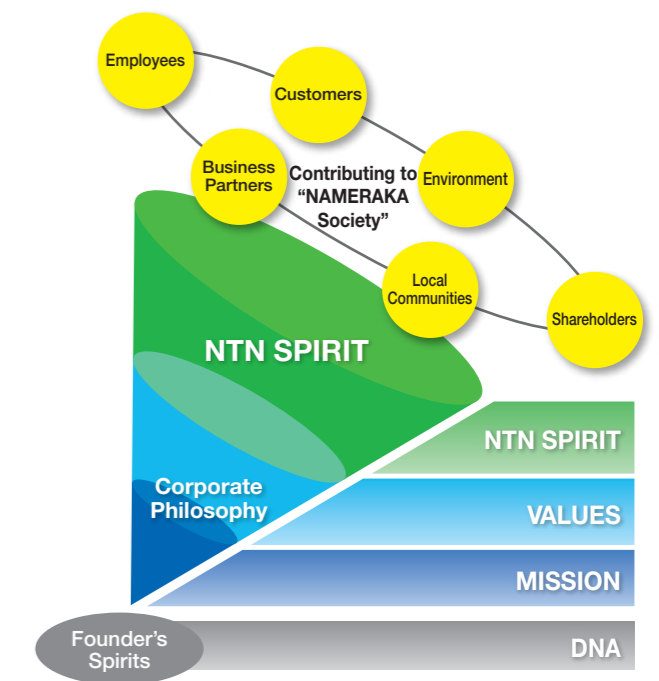 Employees
Customers
Business
Partners
Contributing to
“NAMERAKA
Society”
Environment
Local
Communities
Shareholders
NTN SPIRIT
NTN SPIRIT
Corporate
Philosophy
VALUES
MISSION
Founder’s
Spirits
DNA